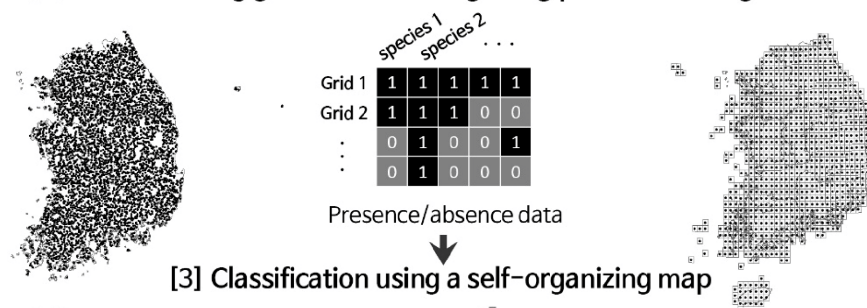 species 1
species 2
. . .
Grid 1 1 1 1 1 1
Grid 2 1 1 1 0 0
. 0 1 0 0 1
. 0 1 0 0 0
Presence/absence data
[3] Classification using a self-organizing map